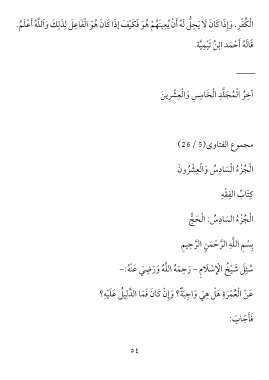 الْكُفْرِ. وَإِذَا كَانَ لَا يَحِلُّ لَهُ أَنْ يُعِينَهُمْ هُوَ فَكَيْفَ إذَا كَانَ هُوَ الْفَاعِلَ لِذَلِكَ وَاَللَّهُ أَعْلَمُ.
قَالَهُ أَحْمَد ابْنُ تَيْمِيَّة.
آخِرُ الْمُجَلَّدِ الْخَامِسِ وَالْعِشْرِينَ
مجموع الفتاوى (5 / 26)
الْجُزْءُ السَّادِسُ وَالْعِشْرُونَ
كِتَابُ الفِقْهِ
الْجُزْءُ السَادِسُ: الْحَجُّ
بِسْمِ اللَّهِ الرَّحْمَنِ الرَّحِيمِ
سُئِلَ شَيْخُ الْإِسْلَامِ - رَحِمَهُ اللَّهُ وَرَضِيَ عَنْهُ -:
عَنْ الْعُمْرَةِ هَلْ هِيَ وَاجِبَةٌ؟ وَإِنْ كَانَ فَمَا الدَّلِيلُ عَلَيْهِ؟
فَأَجَابَ:
٥٤